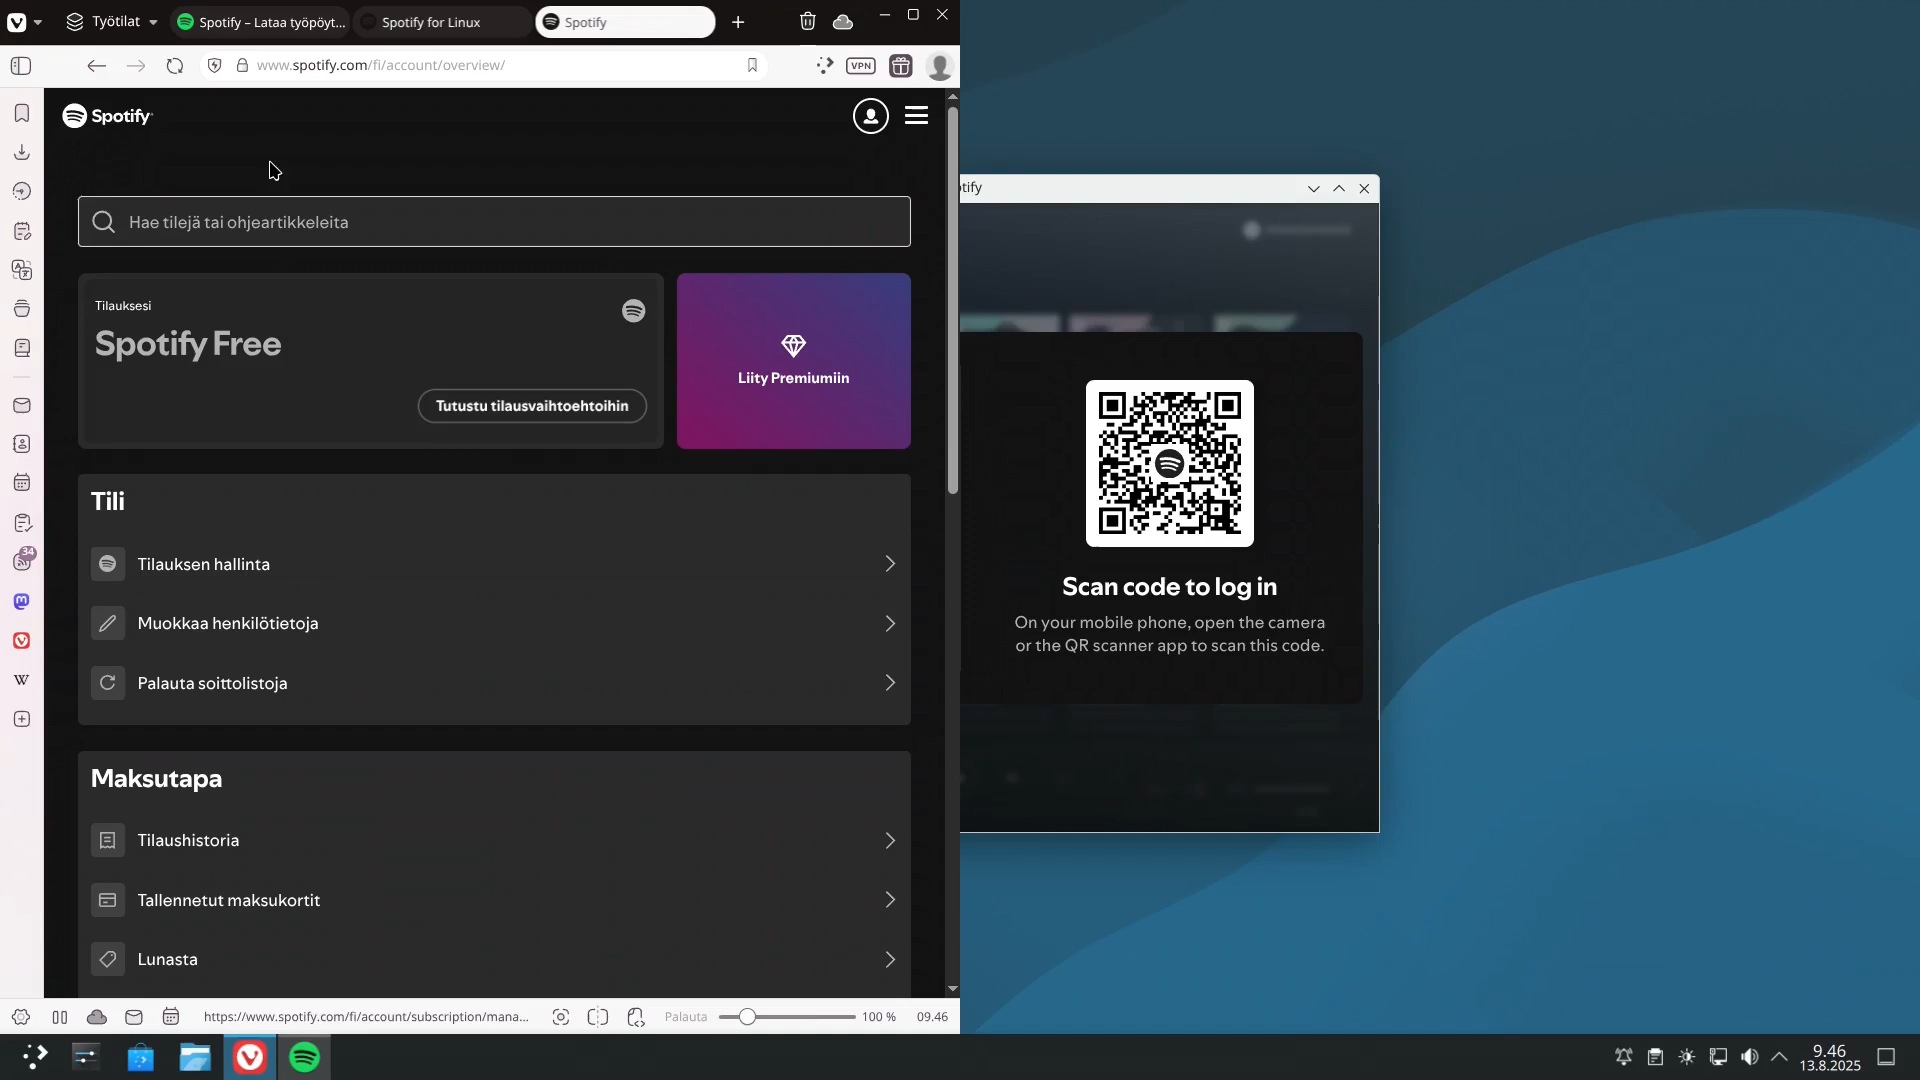 Työtilat
Spotify – Lataa työpöyt...
Spotify for Linux
Spotify
www.spotify.com/fi/account/overview/
VPN
Spotify
Hae tilejä tai ohjeartikkeleita
Tilauksesi
Spotify Free
Tutustu tilausvaihtoehtoihin
Liity Premiumiin
Tili
Tilauksen hallinta
Muokkaa henkilötietoja
Palauta soittolistoja
Maksutapa
Tilaushistoria
Tallennetut maksukortit
Lunasta
34
W
https://www.spotify.com/fi/account/subscription/mana...
Palauta
100 %
09.46
otify
Scan code to log in
On your mobile phone, open the camera
or the QR scanner app to scan this code.
9.46
13.8.2025